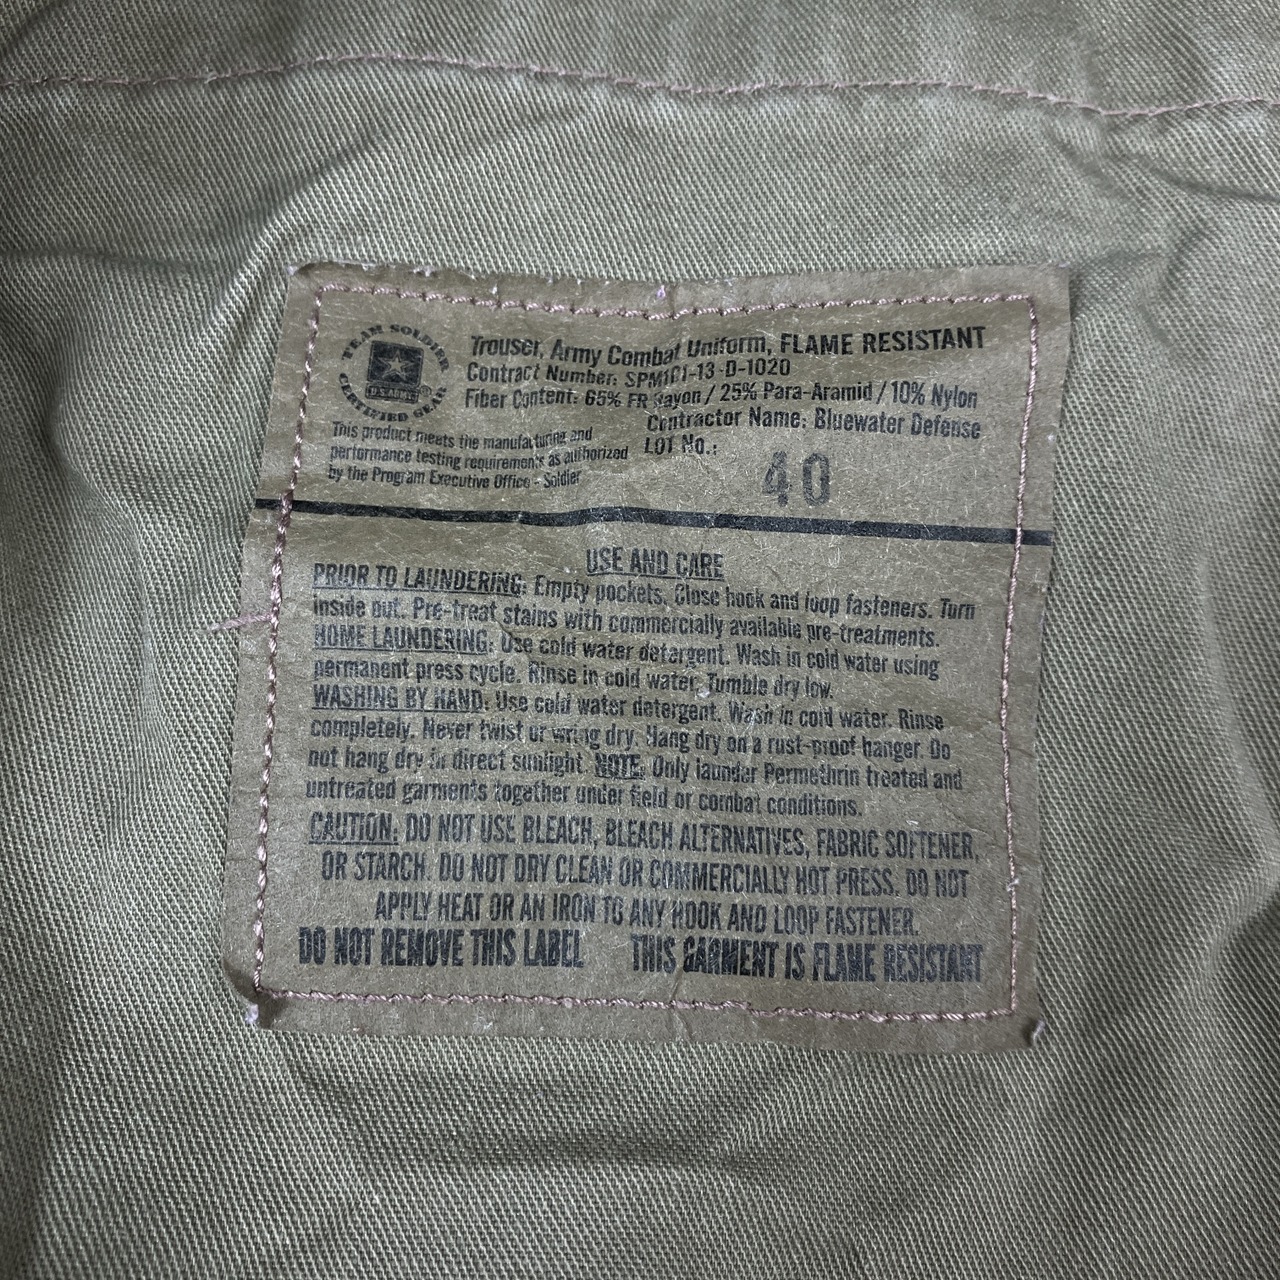 TEAM SOLDIER
U.S. ARMY
CERTIFIED GEAR
Trouser, Army Combat Uniform, FLAME RESISTANT
Contract Number: SPM1C1-13-D-1020
Fiber Content: 65% FR Rayon / 25% Para-Aramid / 10% Nylon
Contractor Name: Bluewater Defense
LOT No.:
40
This product meets the manufacturing and
performance testing requirements as authorized
by the Program Executive Office - Soldier
USE AND CARE
PRIOR TO LAUNDERING: Empty pockets. Close hook and loop fasteners. Turn
inside out. Pre-treat stains with commercially available pre-treatments.
HOME LAUNDERING: Use cold water detergent. Wash in cold water using
permanent press cycle. Rinse in cold water. Tumble dry low.
WASHING BY HAND: Use cold water detergent. Wash in cold water. Rinse
completely. Never twist or wring dry. Hang dry on a rust-proof hanger. Do
not hang dry in direct sunlight. NOTE: Only launder Permethrin treated and
untreated garments together under field or combat conditions.
CAUTION: DO NOT USE BLEACH, BLEACH ALTERNATIVES, FABRIC SOFTENER,
OR STARCH. DO NOT DRY CLEAN OR COMMERCIALLY HOT PRESS. DO NOT
APPLY HEAT OR AN IRON TO ANY HOOK AND LOOP FASTENER.
DO NOT REMOVE THIS LABEL THIS GARMENT IS FLAME RESISTANT